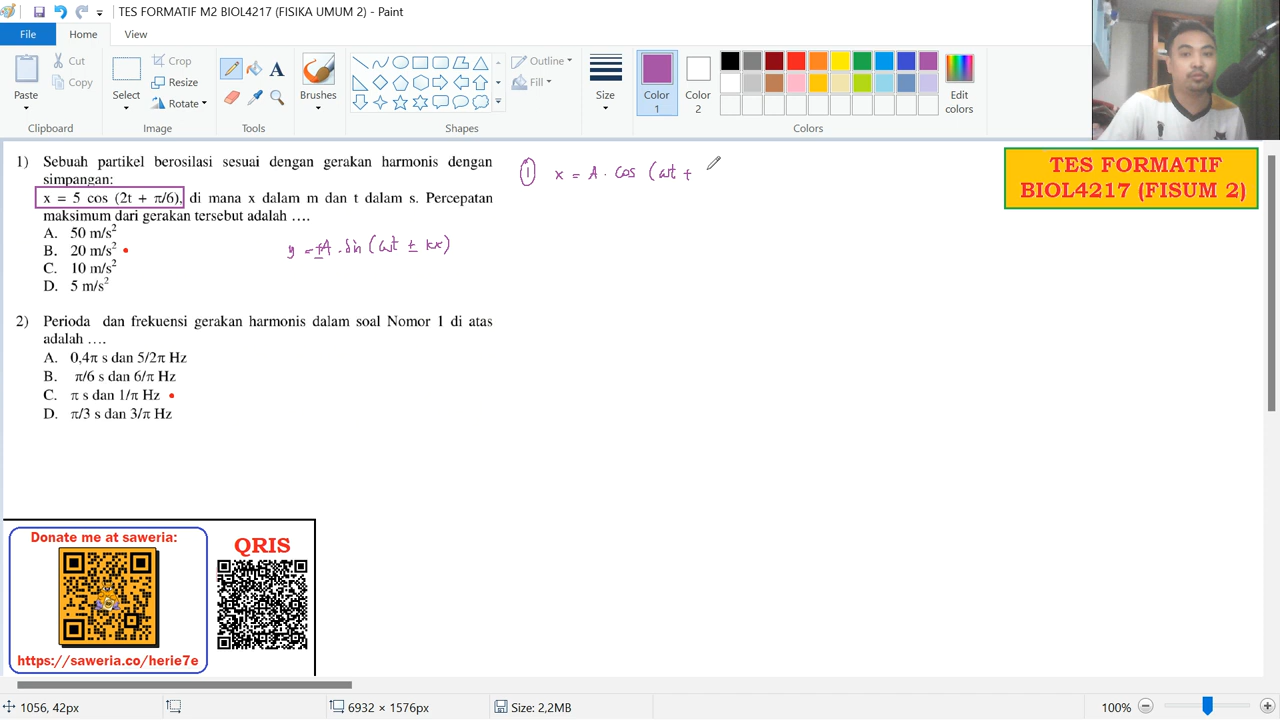 TES FORMATIF M2 BIOL4217 (FISIKA UMUM 2) - Paint
File Home View
Paste
Cut
Copy
Clipboard
Select
Crop
Resize
Rotate
Image
Tools
Brushes
Outline
Fill
Shapes
Size
Color 1
Color 2
Edit colors
Colors
1) Sebuah partikel berosilasi sesuai dengan gerakan harmonis dengan
simpangan:
x = 5 cos (2t + π/6), di mana x dalam m dan t dalam s. Percepatan
maksimum dari gerakan tersebut adalah ….
A. 50 m/s²
B. 20 m/s²
C. 10 m/s²
D. 5 m/s²
y = ±A . sin (ωt ± kx)
① x = A . cos (ωt +
TES FORMATIF
BIOL4217 (FISUM 2)
2) Perioda dan frekuensi gerakan harmonis dalam soal Nomor 1 di atas
adalah ….
A. 0,4π s dan 5/2π Hz
B. π/6 s dan 6/π Hz
C. π s dan 1/π Hz
D. π/3 s dan 3/π Hz
Donate me at saweria:
https://saweria.co/herie7e
QRIS
1056, 42px
6932 × 1576px
Size: 2,2MB
100%